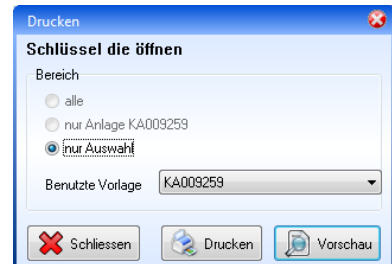 Drucken
Schlüssel die öffnen
Bereich
alle
nur Anlage KA009259
nur Auswahl
Benutzte Vorlage KA009259
Schliessen Drucken Vorschau